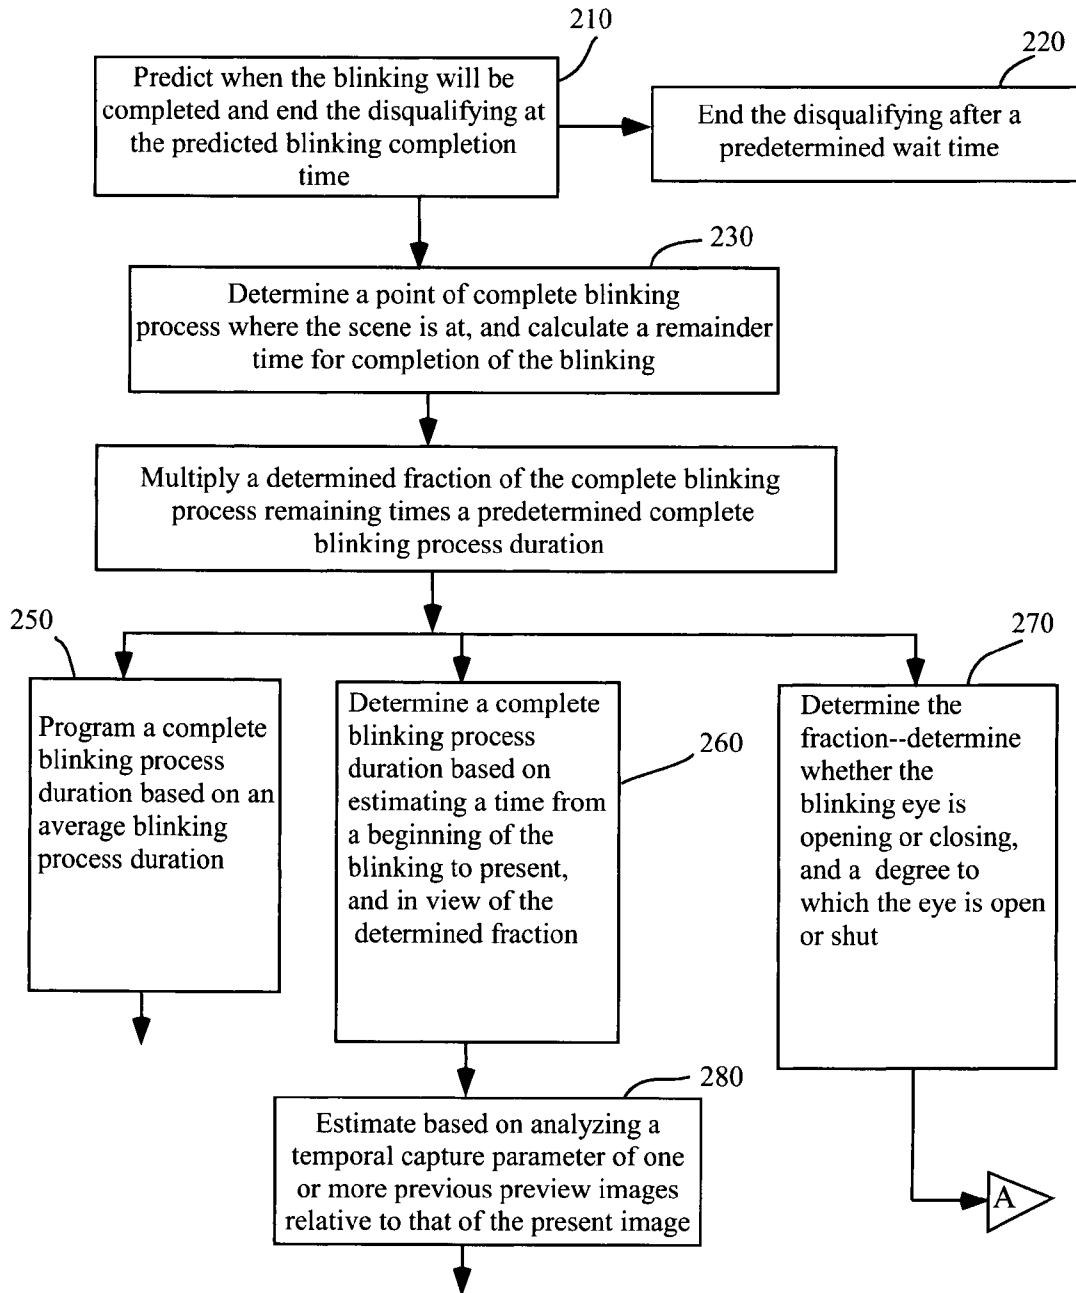 210
Predict when the blinking will be
completed and end the disqualifying at
the predicted blinking completion
time
220
End the disqualifying after a
predetermined wait time
230
Determine a point of complete blinking
process where the scene is at, and calculate a remainder
time for completion of the blinking
Multiply a determined fraction of the complete blinking
process remaining times a predetermined complete
blinking process duration
250
Program a complete
blinking process
duration based on an
average blinking
process duration
260
Determine a complete
blinking process
duration based on
estimating a time from
a beginning of the
blinking to present,
and in view of the
determined fraction
270
Determine the
fraction--determine
whether the
blinking eye is
opening or closing,
and a degree to
which the eye is open
or shut
280
Estimate based on analyzing a
temporal capture parameter of one
or more previous preview images
relative to that of the present image
A